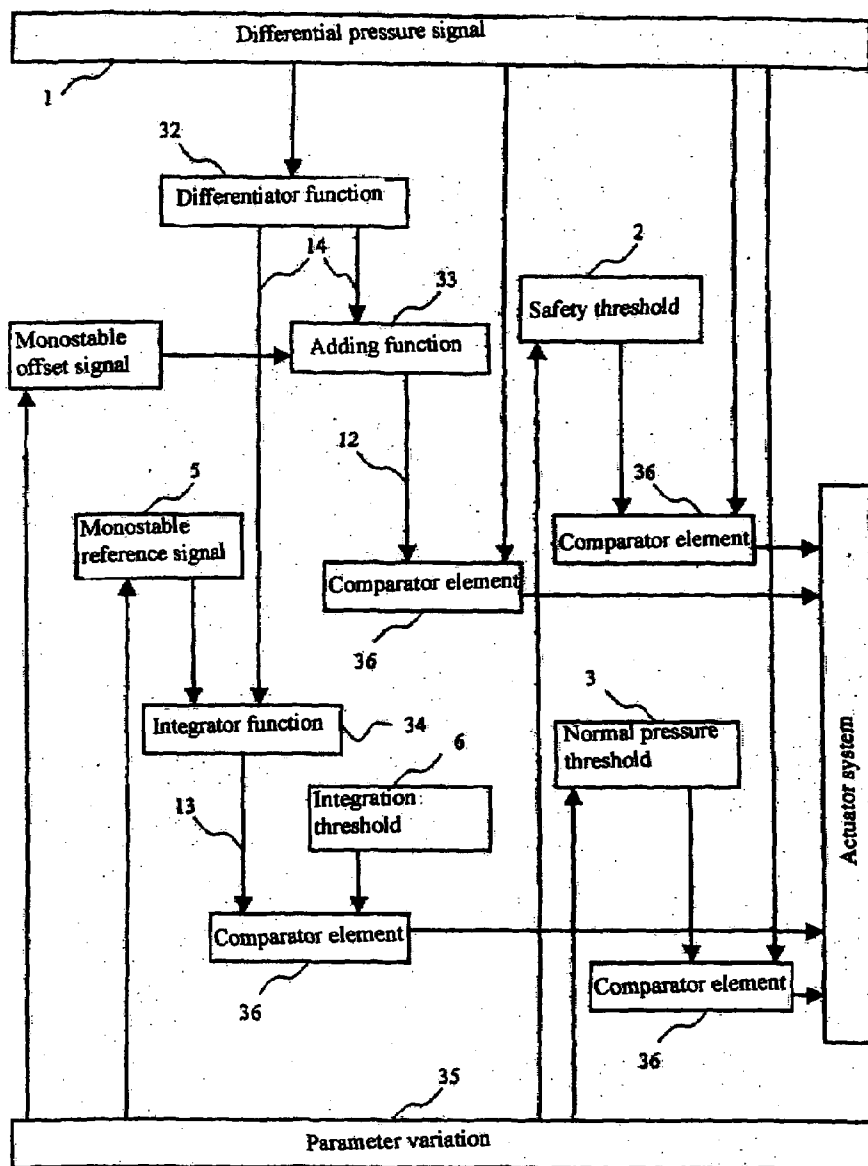 Differential pressure signal
1
32
Differentiator function
14
2
33
Safety threshold
Monostable
offset signal
Adding function
12
5
36
Monostable
reference signal
Comparator element
Comparator element
36
3
Integrator function
34
Normal pressure
threshold
6
13
Integration
threshold
Actuator system
Comparator element
36
Comparator element
36
35
Parameter variation